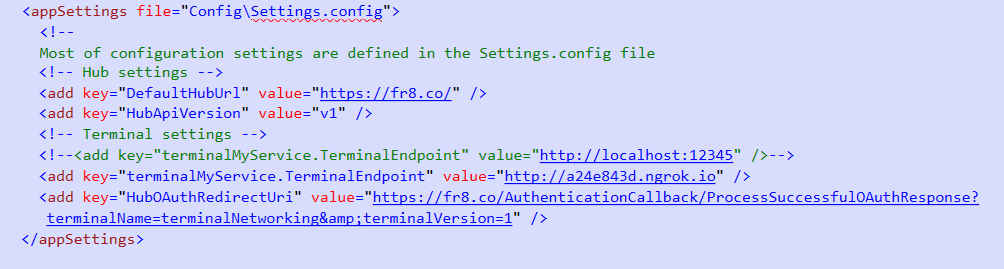 <appSettings file="Config\Settings.config">
<!--
Most of configuration settings are defined in the Settings.config file
<!-- Hub settings -->
<add key="DefaultHubUrl" value="https://fr8.co/" />
<add key="HubApiVersion" value="v1" />
<!-- Terminal settings -->
<!--<add key="terminalMyService.TerminalEndpoint" value="http://localhost:12345" />-->
<add key="terminalMyService.TerminalEndpoint" value="http://a24e843d.ngrok.io" />
<add key="HubOAuthRedirectUri" value="https://fr8.co/AuthenticationCallback/ProcessSuccessfulOAuthResponse?
terminalName=terminalNetworking&amp;terminalVersion=1" />
</appSettings>